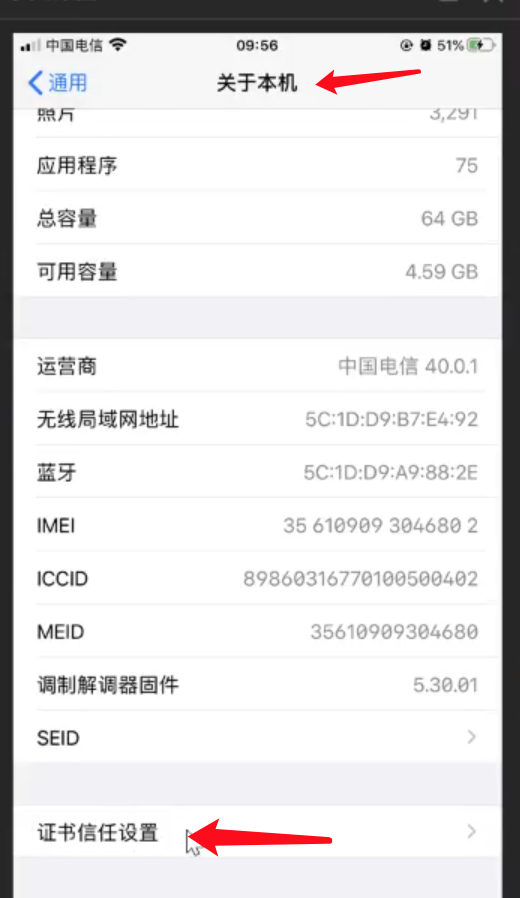 中国电信 09:56 51%
通用 关于本机
照片 3,291
应用程序 75
总容量 64 GB
可用容量 4.59 GB
运营商 中国电信 40.0.1
无线局域网地址 5C:1D:D9:B7:E4:92
蓝牙 5C:1D:D9:A9:88:2E
IMEI 35 610909 304680 2
ICCID 89860316770100500402
MEID 35610909304680
调制解调器固件 5.30.01
SEID
证书信任设置